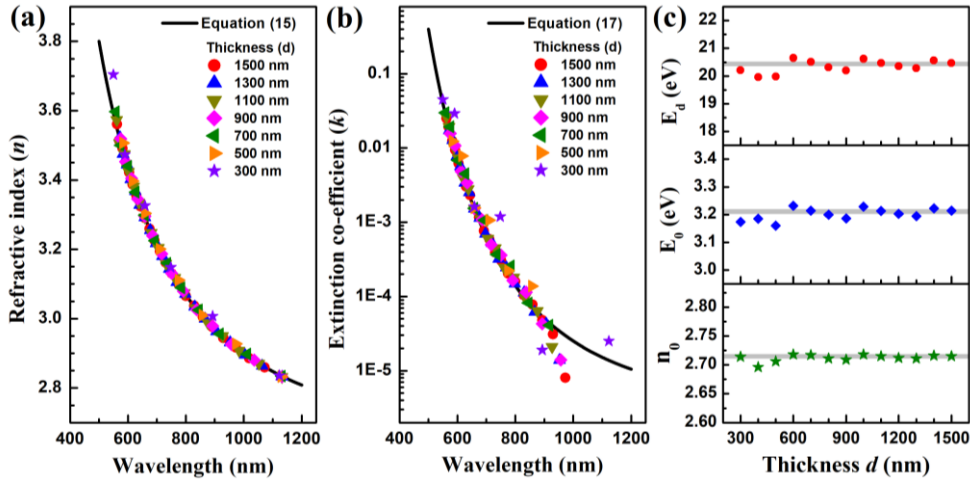 (a)
Equation (15)
Thickness (d)
1500 nm
1300 nm
1100 nm
900 nm
700 nm
500 nm
300 nm
Refractive index (n)
3.8
3.6
3.4
3.2
3.0
2.8
400 600 800 1000 1200
Wavelength (nm)
(b)
Equation (17)
Thickness (d)
1500 nm
1300 nm
1100 nm
900 nm
700 nm
500 nm
300 nm
Extinction co-efficient (k)
0.1
0.01
1E-3
1E-4
1E-5
400 600 800 1000 1200
Wavelength (nm)
(c)
E_d (eV)
22
21
20
19
18
E_0 (eV)
3.4
3.3
3.2
3.1
3.0
n_0
2.80
2.75
2.70
2.65
2.60
300 600 900 1200 1500
Thickness d (nm)